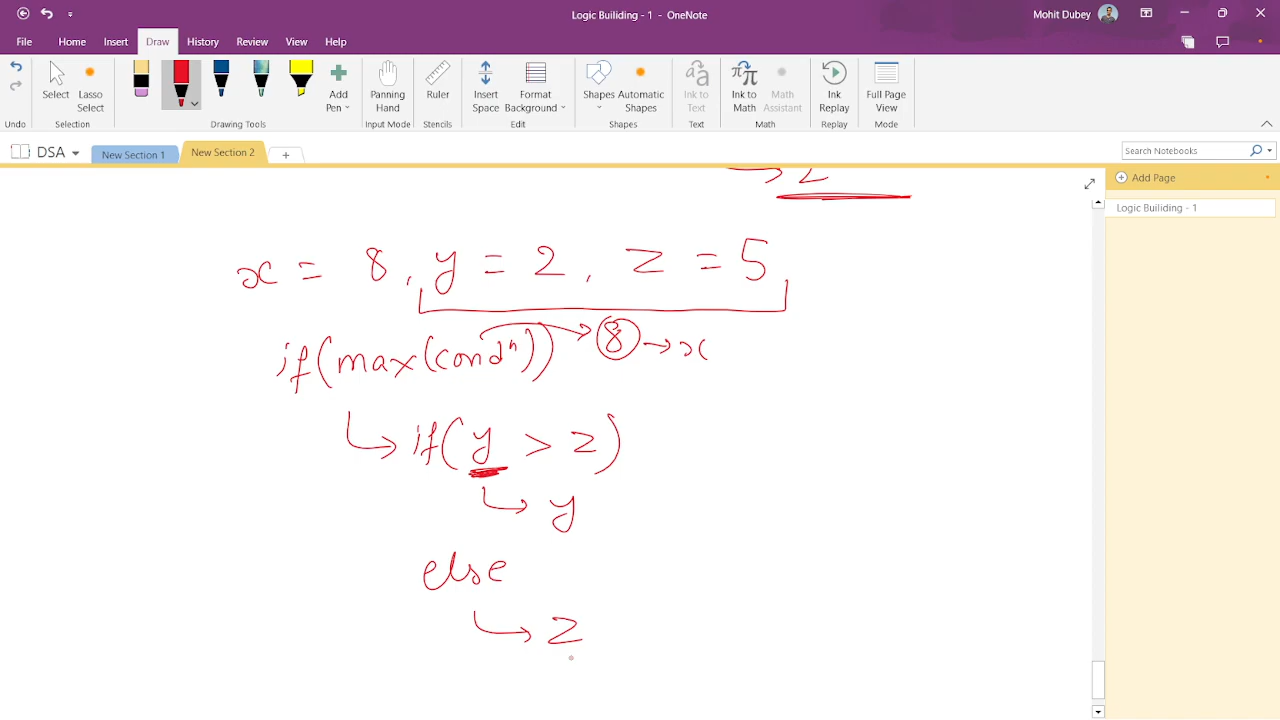 Logic Building - 1 - OneNote
Mohit Dubey
File Home Insert Draw History Review View Help
Select Lasso Select Add Pen Panning Hand Ruler Insert Space Format Background Shapes Automatic Shapes Ink to Text Ink to Math Math Assistant Ink Replay Full Page View
Undo Selection Drawing Tools Input Mode Stencils Edit Shapes Text Math Replay Mode
DSA New Section 1 New Section 2 + Search Notebooks
Add Page
Logic Builiding - 1
x = 8, y = 2, z = 5
if(max(condⁿ)) → 8 → x
if(y > z)
y
else
z